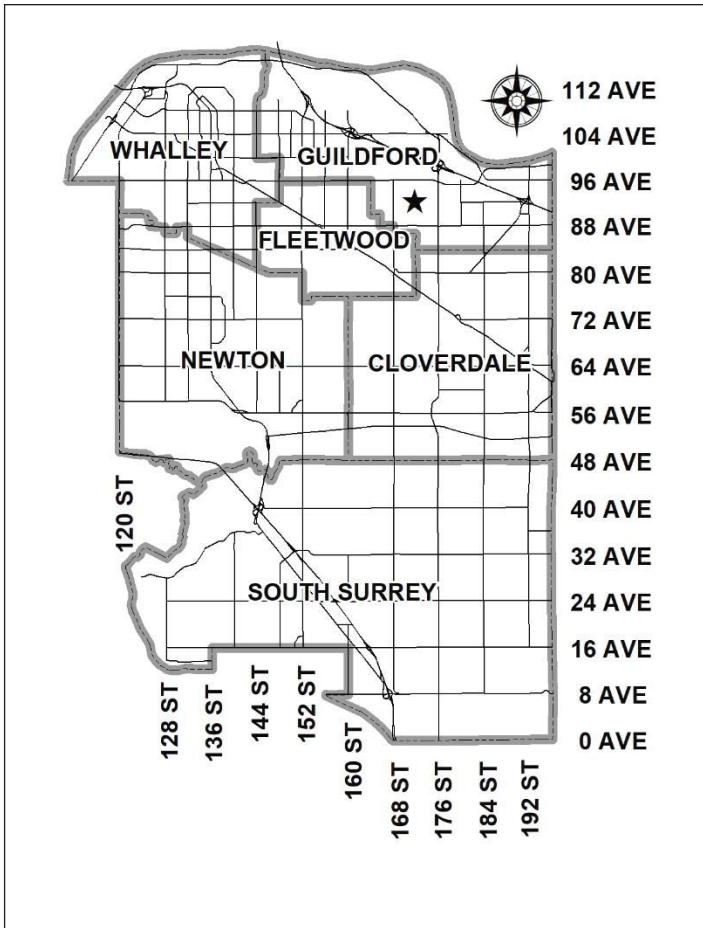 112 AVE
104 AVE
WHALLEY
GUILDFORD
96 AVE
88 AVE
FLEETWOOD
80 AVE
72 AVE
NEWTON
CLOVERDALE
64 AVE
56 AVE
48 AVE
120 ST
40 AVE
32 AVE
SOUTH SURREY
24 AVE
16 AVE
128 ST
136 ST
144 ST
152 ST
160 ST
168 ST
176 ST
184 ST
192 ST
8 AVE
0 AVE